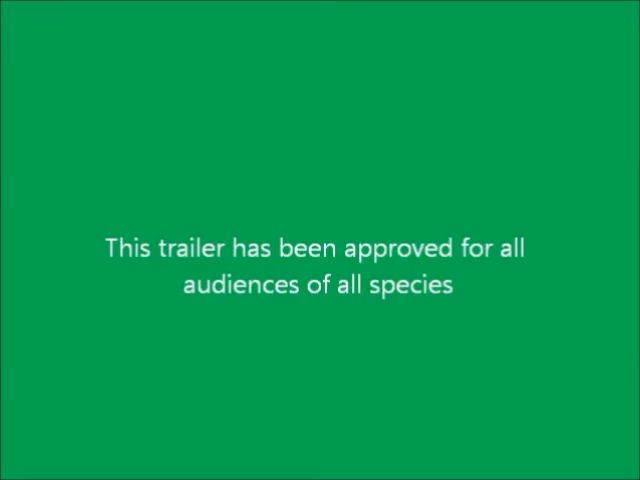 This trailer has been approved for all
audiences of all species